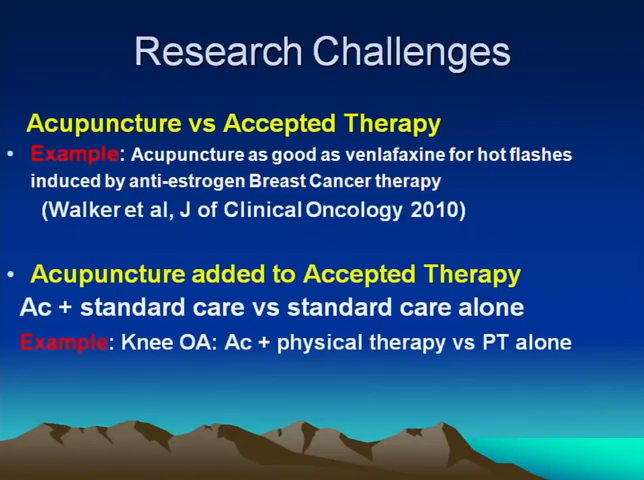 Research Challenges
Acupuncture vs Accepted Therapy
• Example: Acupuncture as good as venlafaxine for hot flashes
induced by anti-estrogen Breast Cancer therapy
(Walker et al, J of Clinical Oncology 2010)
• Acupuncture added to Accepted Therapy
Ac + standard care vs standard care alone
Example: Knee OA: Ac + physical therapy vs PT alone